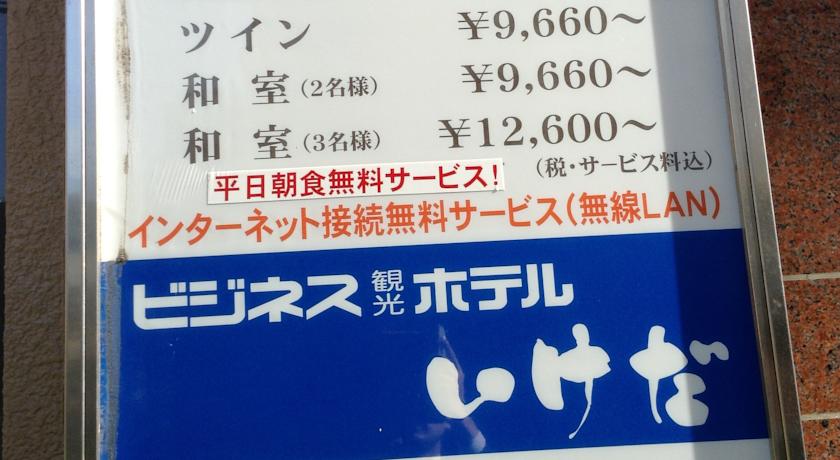 ツイン ¥9,660～
和室(2名様) ¥9,660～
和室(3名様) ¥12,600～
(税・サービス料込)
平日朝食無料サービス!
インターネット接続無料サービス(無線LAN)
ビジネス観光ホテル
いけだ